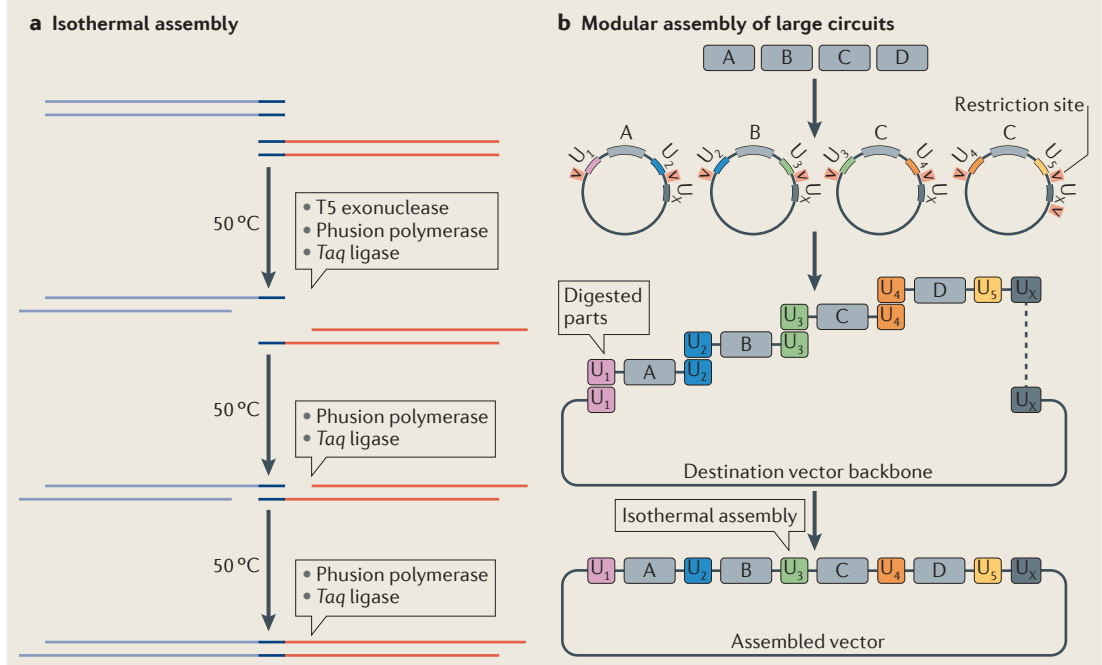 a Isothermal assembly
50 °C
• T5 exonuclease
• Phusion polymerase
• Taq ligase
50 °C
• Phusion polymerase
• Taq ligase
50 °C
• Phusion polymerase
• Taq ligase
b Modular assembly of large circuits
A B C D
Restriction site
A B C C
V U1 U2 V UX
V U2 U3 V UX
V U3 U4 V UX
V U4 U5 V UX V
Digested
parts
U4 D U5 UX
U3 C U4
U2 B U3
U1 A U2
U1 UX
Destination vector backbone
Isothermal assembly
U1 A U2 B U3 C U4 D U5 UX
Assembled vector